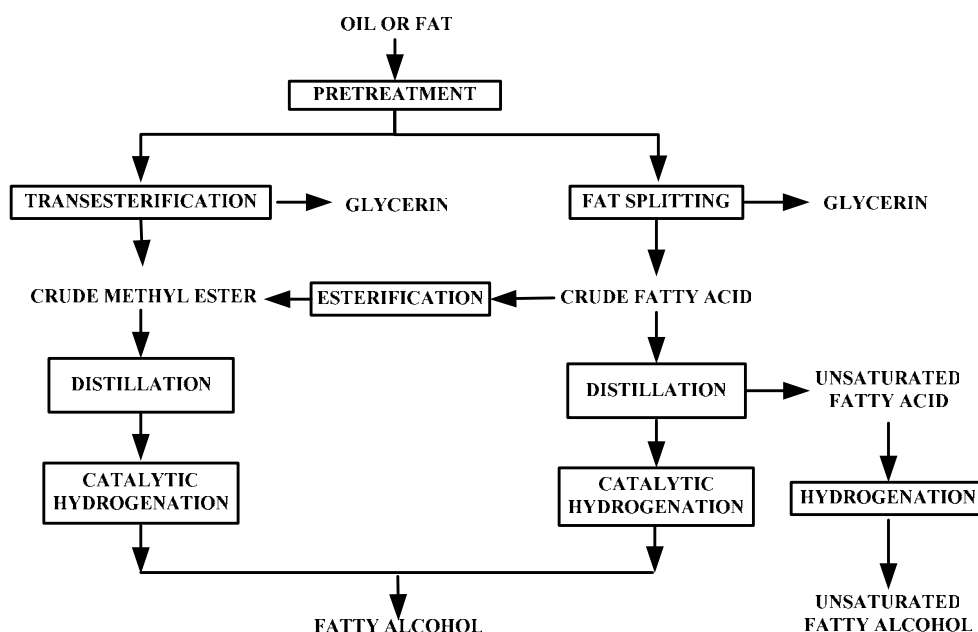 OIL OR FAT
PRETREATMENT
TRANSESTERIFICATION
GLYCERIN
FAT SPLITTING
GLYCERIN
CRUDE METHYL ESTER
ESTERIFICATION
CRUDE FATTY ACID
DISTILLATION
DISTILLATION
UNSATURATED
FATTY ACID
CATALYTIC
HYDROGENATION
CATALYTIC
HYDROGENATION
HYDROGENATION
FATTY ALCOHOL
UNSATURATED
FATTY ALCOHOL